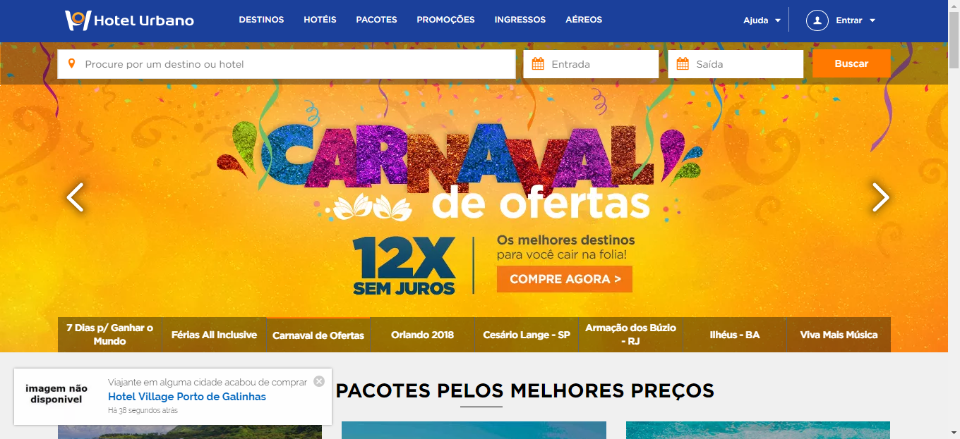 Hotel Urbano
DESTINOS HOTÉIS PACOTES PROMOÇÕES INGRESSOS AÉREOS
Ajuda Entrar
Procure por um destino ou hotel
Entrada
Saída
Buscar
CARNAVAL
de ofertas
12X
SEM JUROS
Os melhores destinos
para você cair na folia!
COMPRE AGORA >
7 Dias p/ Ganhar o
Mundo
Férias All Inclusive
Carnaval de Ofertas
Orlando 2018
Cesário Lange - SP
Armação dos Búzio
- RJ
Ilhéus - BA
Viva Mais Música
imagem não
disponivel
Viajante em alguma cidade acabou de comprar
Hotel Village Porto de Galinhas
Há 38 segundos atrás
PACOTES PELOS MELHORES PREÇOS